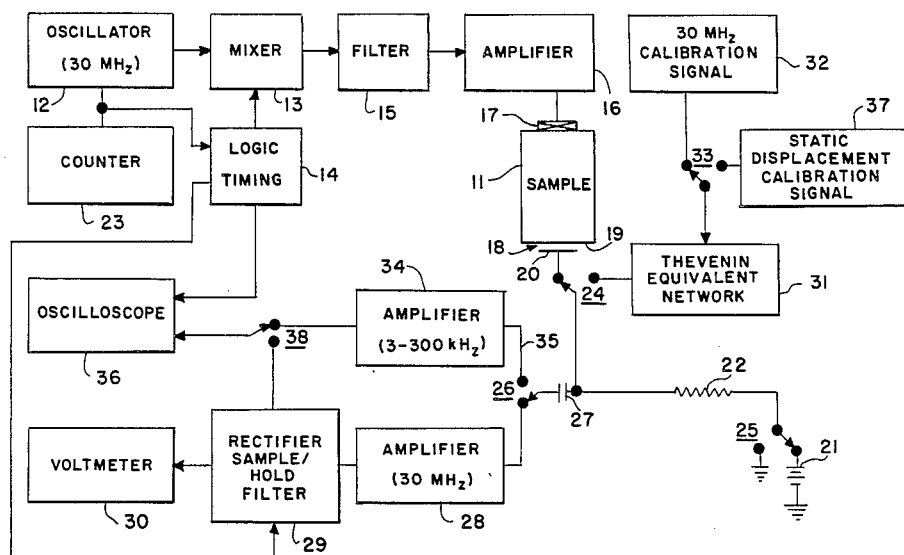 OSCILLATOR
(30 MHz)
12
MIXER
13
FILTER
15
AMPLIFIER
16
30 MHz
CALIBRATION
SIGNAL
32
COUNTER
23
LOGIC
TIMING
14
17
11
SAMPLE
18
19
20
33
37
STATIC
DISPLACEMENT
CALIBRATION
SIGNAL
24
THEVENIN
EQUIVALENT
NETWORK
31
OSCILLOSCOPE
36
38
34
AMPLIFIER
(3-300 kHz)
35
26
27
22
25
21
VOLTMETER
30
RECTIFIER
SAMPLE/
HOLD
FILTER
29
AMPLIFIER
(30 MHz)
28